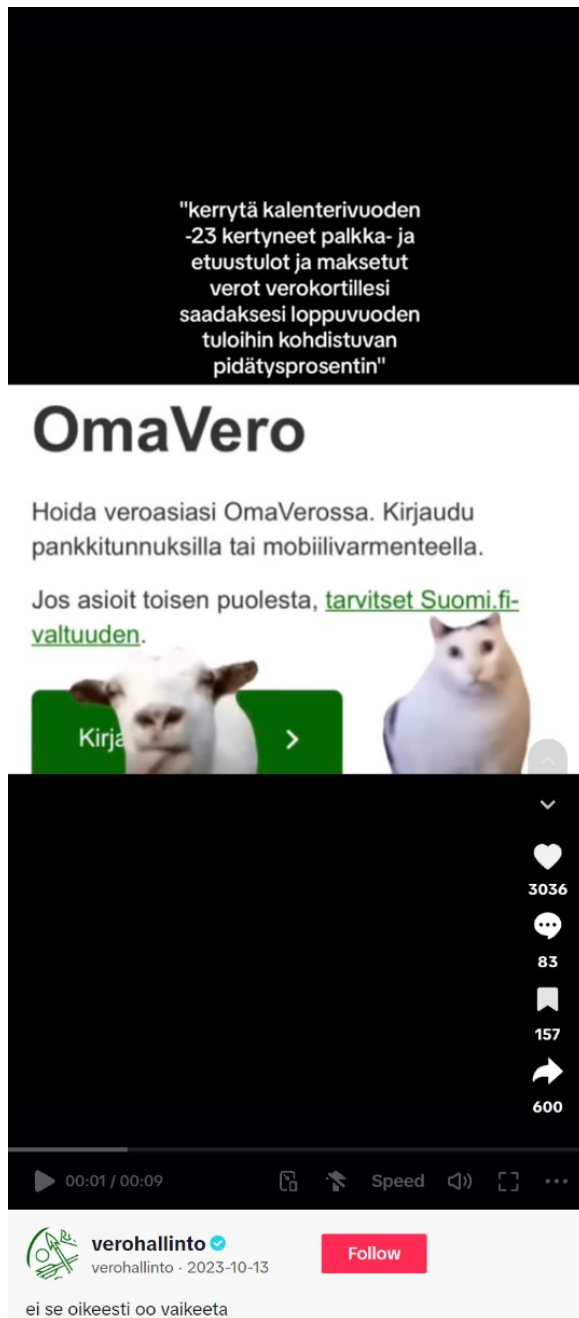 "kerrytä kalenterivuoden
-23 kertyneet palkka- ja
etuustulot ja maksetut
verot verokortillesi
saadaksesi loppuvuoden
tuloihin kohdistuvan
pidätysprosentin"
OmaVero
Hoida veroasiasi OmaVerossa. Kirjaudu
pankkitunnuksilla tai mobiilivarmenteella.
Jos asioit toisen puolesta, tarvitset Suomi.fi-
valtuuden.
3036
83
157
600
00:01 / 00:09
Speed
verohallinto
Follow
verohallinto · 2023-10-13
ei se oikeesti oo vaikeeta